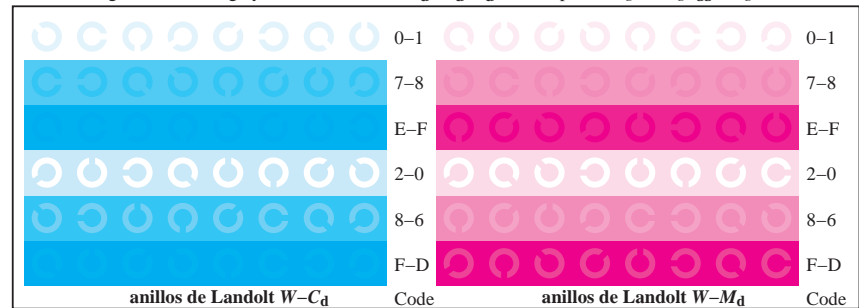 0–1 0–1
7–8 7–8
E–F E–F
2–0 2–0
8–6 8–6
F–D F–D
anillos de Landolt W–Cd Code anillos de Landolt W–Md Code